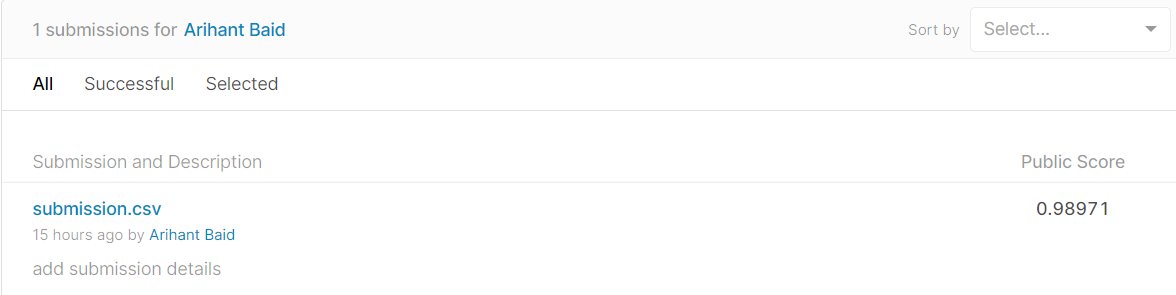 1 submissions for Arihant Baid
Sort by Select...
All Successful Selected
Submission and Description Public Score
submission.csv 0.98971
15 hours ago by Arihant Baid
add submission details